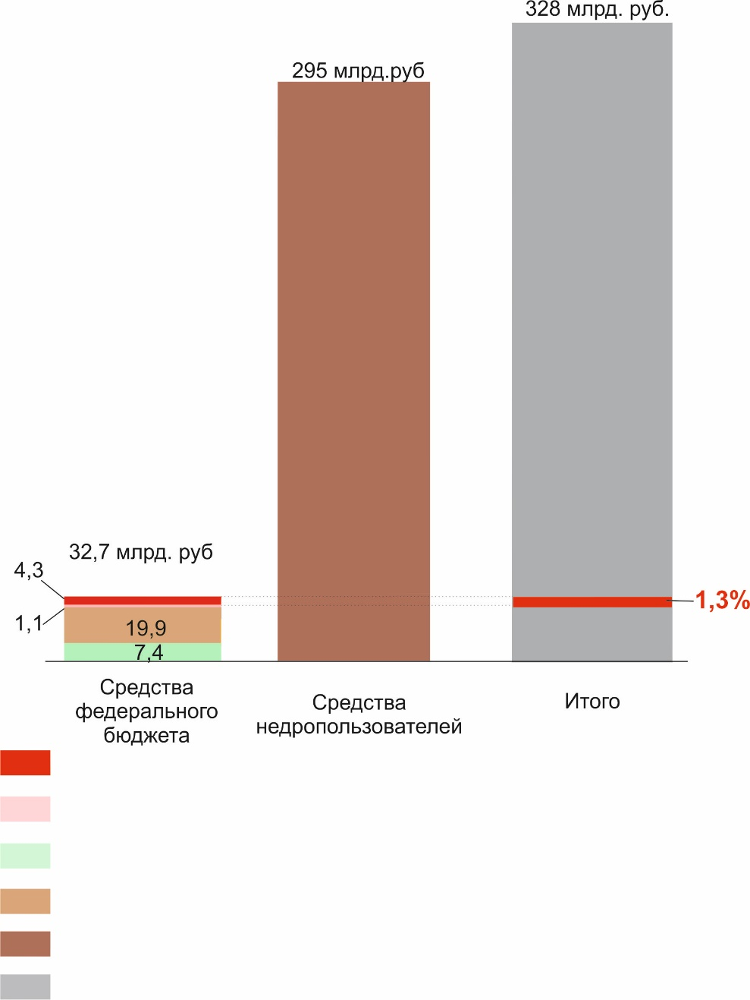 328 млрд. руб.
295 млрд.руб
32,7 млрд. руб
4,3
1,3%
1,1
19,9
7,4
Средства
федерального
бюджета
Средства
недропользователей
Итого